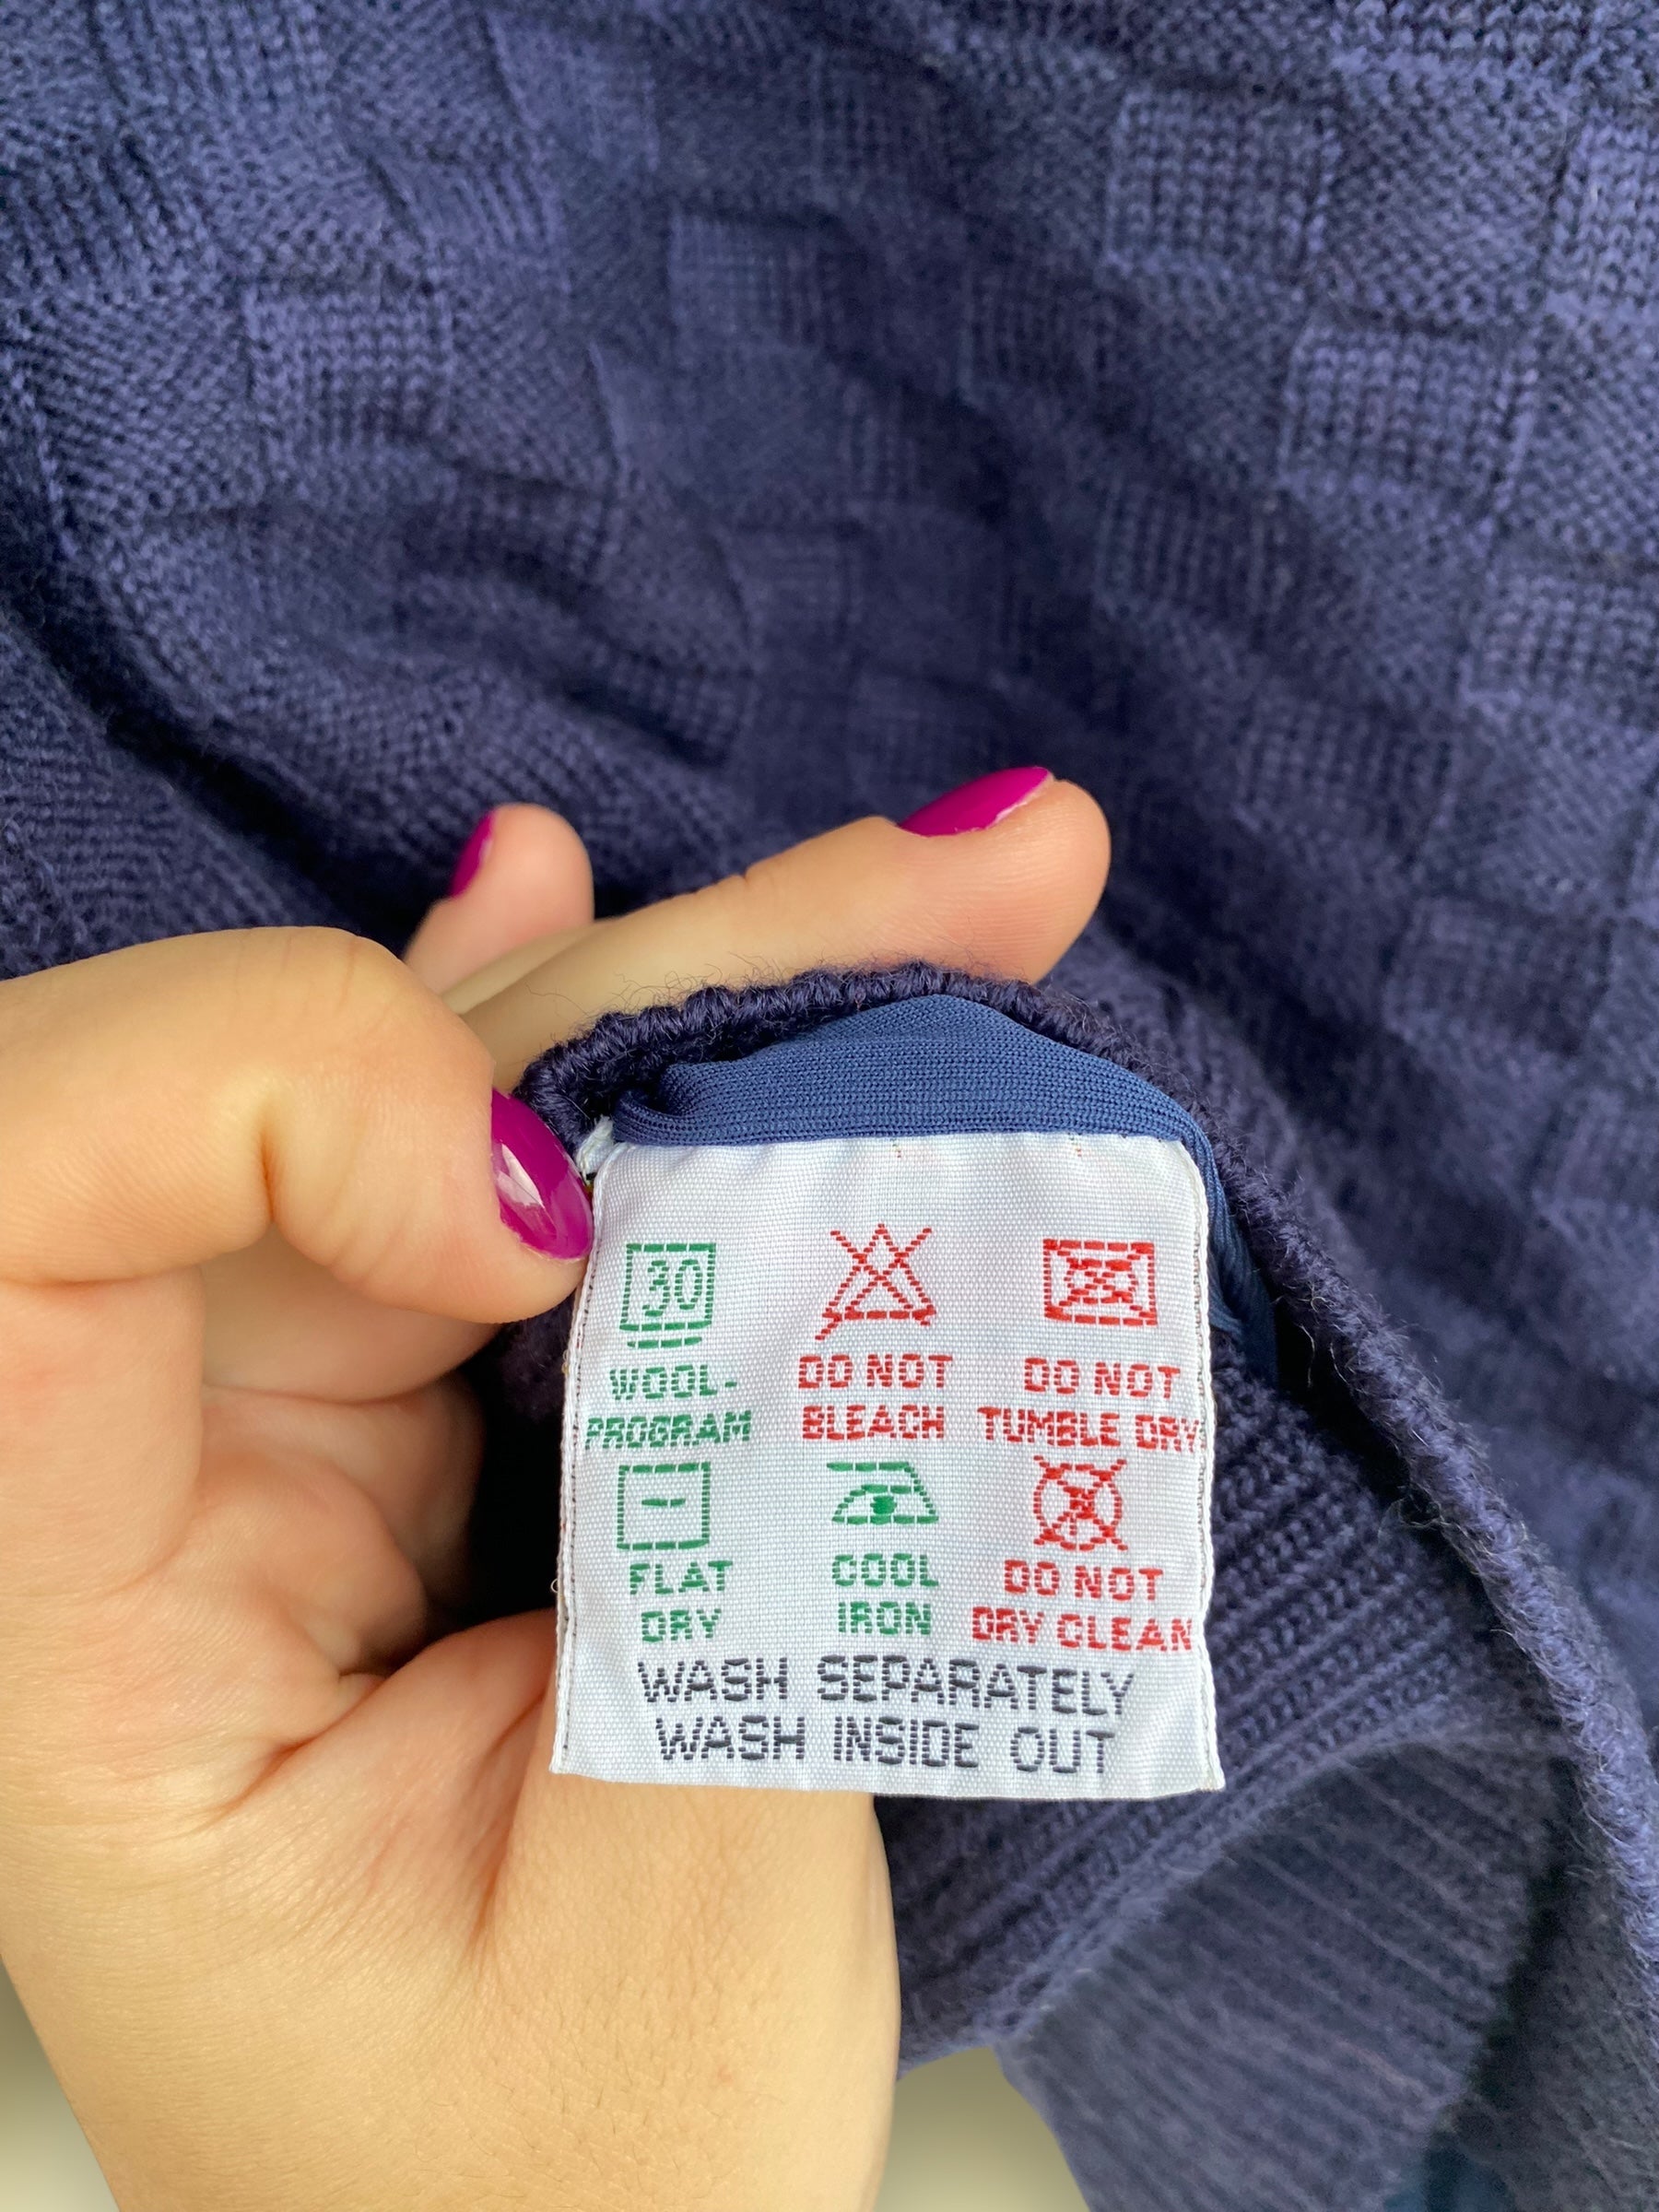 30
WOOL- DO NOT DO NOT
PROGRAM BLEACH TUMBLE DRY
FLAT COOL DO NOT
DRY IRON DRY CLEAN
WASH SEPARATELY
WASH INSIDE OUT